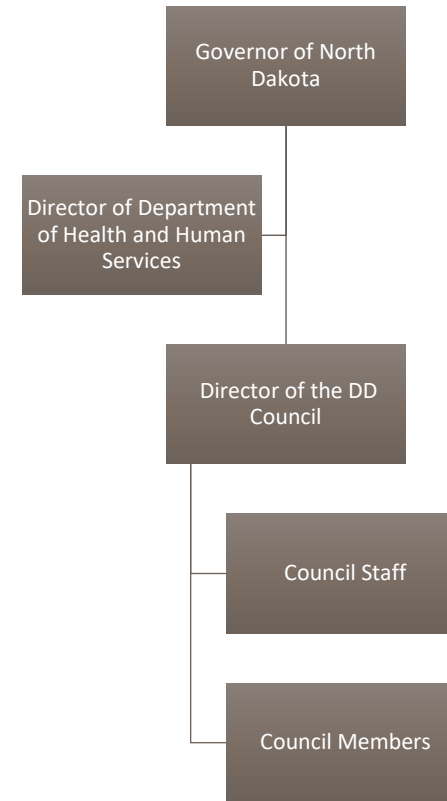 Governor of North
Dakota
Director of Department
of Health and Human
Services
Director of the DD
Council
Council Staff
Council Members